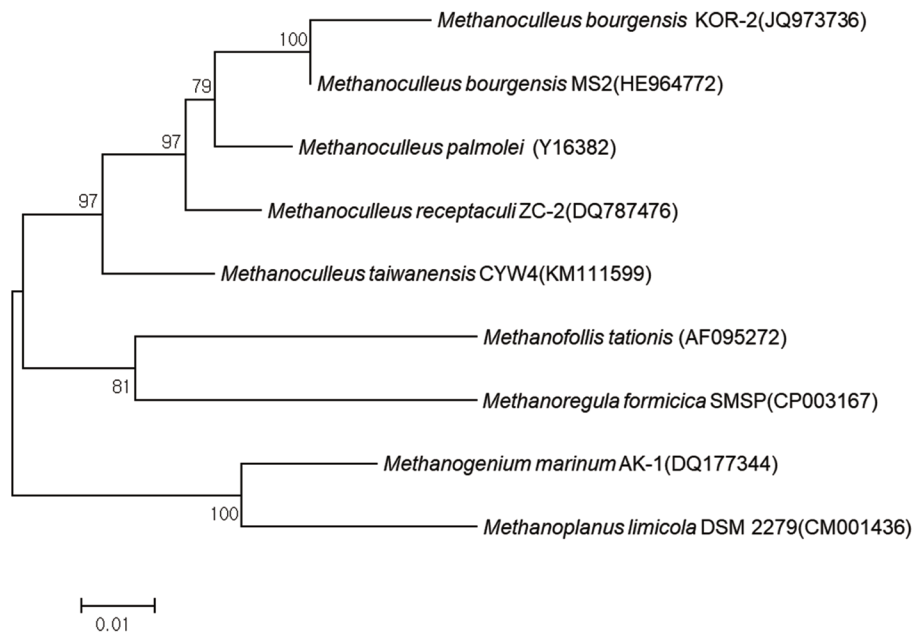 Methanoculleus bourgensis KOR-2(JQ973736)
100
Methanoculleus bourgensis MS2(HE964772)
79
Methanoculleus palmolei (Y16382)
97
Methanoculleus receptaculi ZC-2(DQ787476)
97
Methanoculleus taiwanensis CYW4(KM111599)
Methanofollis tationis (AF095272)
81
Methanoregula formicica SMSP(CP003167)
Methanogenium marinum AK-1(DQ177344)
100
Methanoplanus limicola DSM 2279(CM001436)
0.01